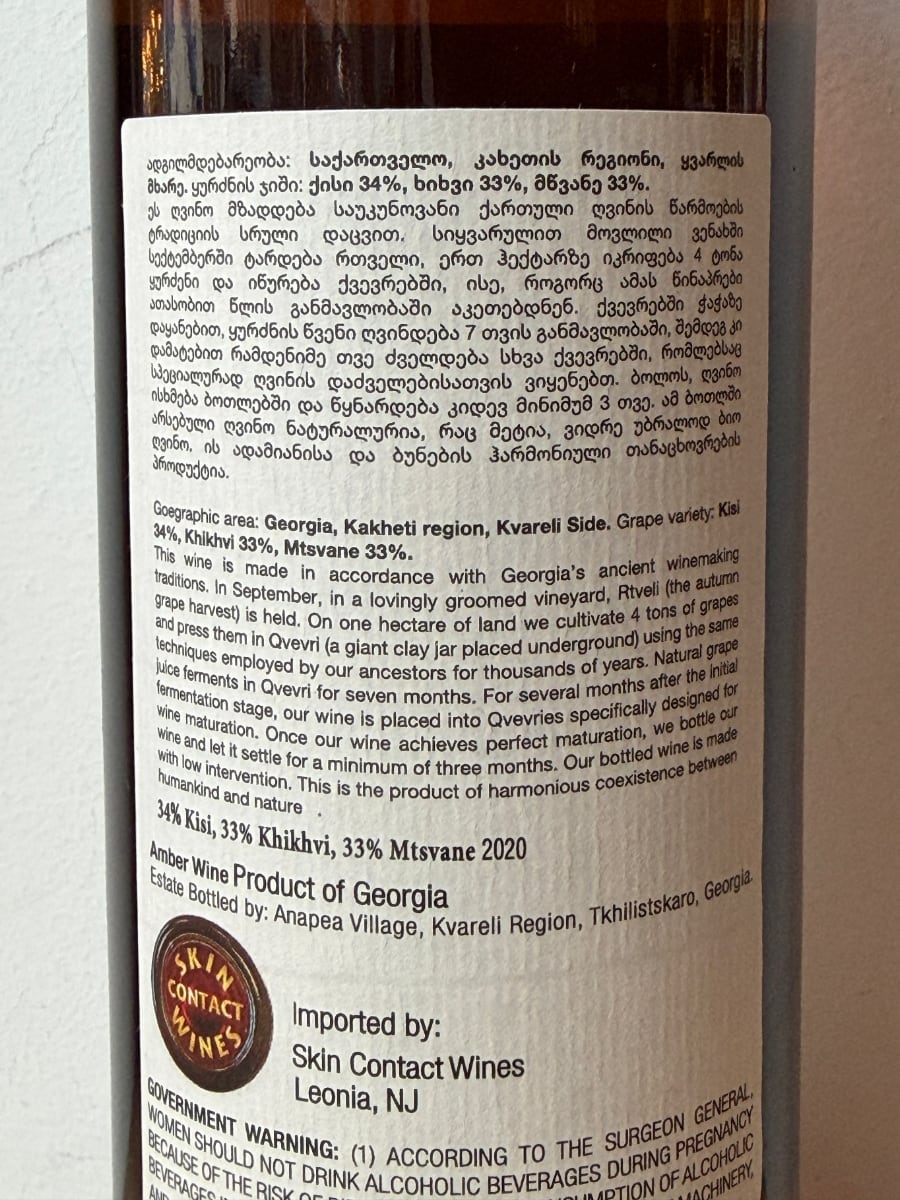 ადგილმდებარეობა: საქართველო, კახეთის რეგიონი, ყვარლის
მხარე. ყურძნის ჯიში: ქისი 34%, ხიხვი 33%, მწვანე 33%.
ეს ღვინო მზადდება საუკუნოვანი ქართული ღვინის წარმოების
ტრადიციის სრული დაცვით. სიყვარულით მოვლილი ვენახში
სექტემბერში ტარდება რთველი, ერთ ჰექტარზე იკრიფება 4 ტონა
ყურძენი და იწურება ქვევრებში, ისე, როგორც ამას წინაპრები
ათასობით წლის განმავლობაში აკეთებდნენ. ქვევრებში ჭაჭაზე
დაყანებით, ყურძნის წვენი ღვინდება 7 თვის განმავლობაში, შემდეგ კი
დამატებით რამდენიმე თვე ძველდება სხვა ქვევრებში, რომლებსაც
სპეციალურად ღვინის დაძველებისათვის ვიყენებთ. ბოლოს, ღვინო
ისხმება ბოთლებში და წყნარდება კიდევ მინიმუმ 3 თვე. ამ ბოთლში
არსებული ღვინო ნატურალურია, რაც მეტია, ვიდრე უბრალოდ ბიო
ღვინო, ის ადამიანისა და ბუნების ჰარმონიული თანაცხოვრების
პროდუქტია.
Goegraphic area: Georgia, Kakheti region, Kvareli Side. Grape variety: Kisi
34%, Khikhvi 33%, Mtsvane 33%.
This wine is made in accordance with Georgia's ancient winemaking
traditions. In September, in a lovingly groomed vineyard, Rtveli (the autumn
grape harvest) is held. On one hectare of land we cultivate 4 tons of grapes
and press them in Qvevri (a giant clay jar placed underground) using the same
techniques employed by our ancestors for thousands of years. Natural grape
juice ferments in Qvevri for seven months. For several months after the initial
fermentation stage, our wine is placed into Qvevries specifically designed for
wine maturation. Once our wine achieves perfect maturation, we bottle our
wine and let it settle for a minimum of three months. Our bottled wine is made
with low intervention. This is the product of harmonious coexistence between
humankind and nature .
34% Kisi, 33% Khikhvi, 33% Mtsvane 2020
Amber Wine Product of Georgia
Estate Bottled by: Anapea Village, Kvareli Region, Tkhilistskaro, Georgia.
SKIN
CONTACT
WINES
Imported by:
Skin Contact Wines
Leonia, NJ
GOVERNMENT WARNING: (1) ACCORDING TO THE SURGEON GENERAL,
WOMEN SHOULD NOT DRINK ALCOHOLIC BEVERAGES DURING PREGNANCY
BECAUSE OF THE RISK OF OF ALCOHOLIC
BEVERAGES MACHINERY,
AND